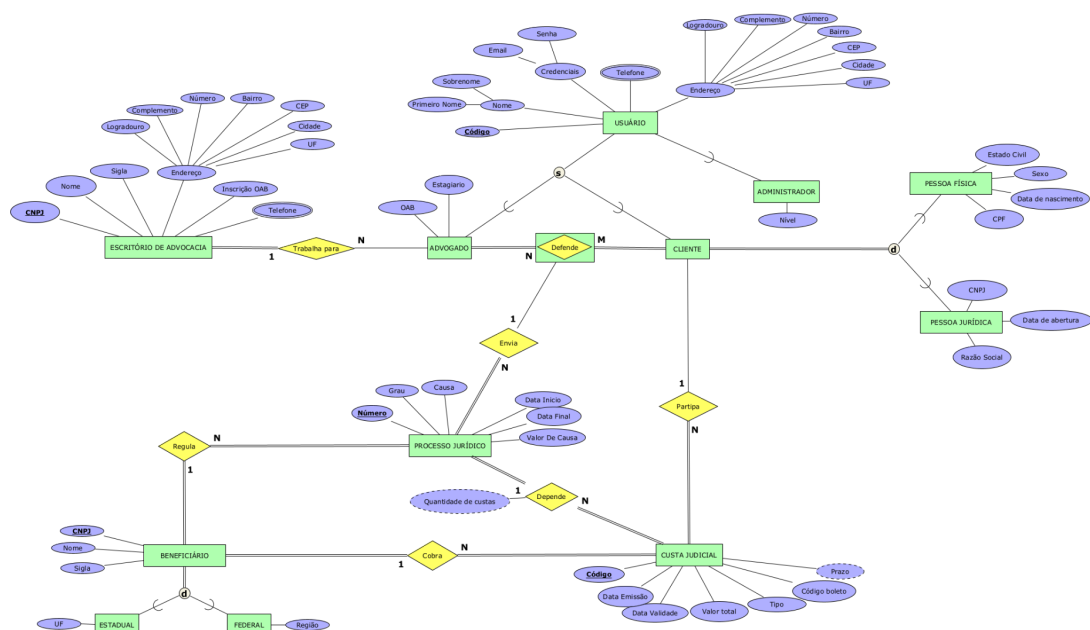 Logradouro
Complemento
Número
Bairro
CEP
Cidade
UF
Endereço
Senha
Email
Credenciais
Telefone
Sobrenome
Primeiro Nome
Nome
Código
USUÁRIO
Logradouro
Complemento
Número
Bairro
CEP
Cidade
UF
Endereço
Nome
Sigla
Inscrição OAB
CNPJ
Telefone
ESCRITÓRIO DE ADVOCACIA
1
Trabalha para
N
OAB
Estagiario
ADVOGADO
s
N
Defende
M
CLIENTE
ADMINISTRADOR
Nível
Estado Civil
Sexo
Data de nascimento
CPF
PESSOA FÍSICA
d
CNPJ
Data de abertura
PESSOA JURÍDICA
Razão Social
1
Envia
N
1
Partipa
N
Grau
Causa
Número
Data Inicio
Data Final
Valor De Causa
PROCESSO JURÍDICO
Regula
N
1
1
Depende
N
Quantidade de custas
CNPJ
Nome
Sigla
BENEFICIÁRIO
1
Cobra
N
CUSTA JUDICIAL
Código
Data Emissão
Data Validade
Valor total
Tipo
Código boleto
Prazo
d
UF
ESTADUAL
FEDERAL
Região